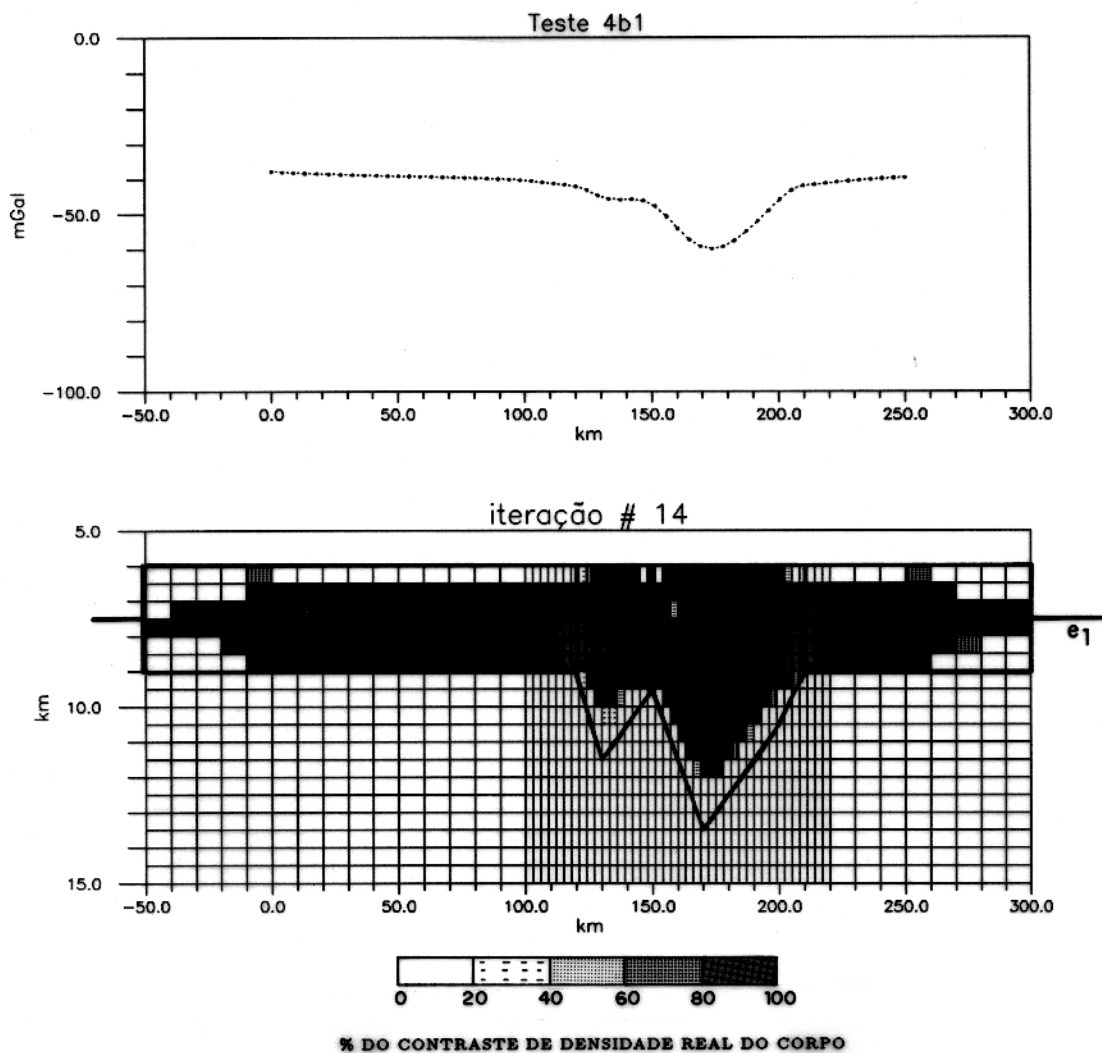 Teste 4b1
0.0
mGal
-50.0
-100.0
-50.0 0.0 50.0 100.0 150.0 200.0 250.0 300.0
km
iteração # 14
5.0
e1
km
10.0
15.0
-50.0 0.0 50.0 100.0 150.0 200.0 250.0 300.0
km
0 20 40 60 80 100
% DO CONTRASTE DE DENSIDADE REAL DO CORPO